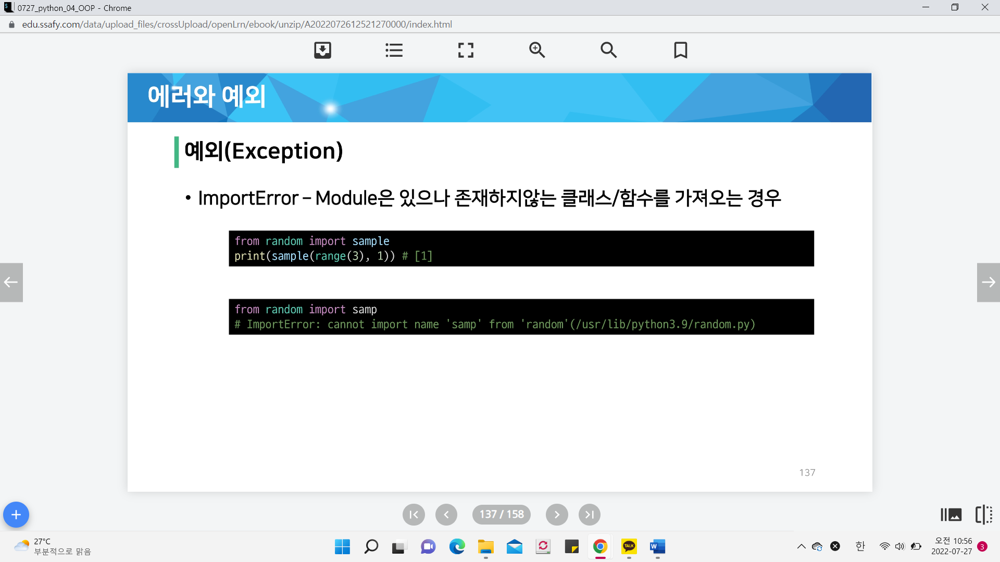 0727_python_04_OOP - Chrome
edu.ssafy.com/data/upload_files/crossUpload/openLrn/ebook/unzip/A2022072612521270000/index.html
에러와 예외
예외(Exception)
• ImportError – Module은 있으나 존재하지않는 클래스/함수를 가져오는 경우
from random import sample
print(sample(range(3), 1)) # [1]
from random import samp
# ImportError: cannot import name 'samp' from 'random'(/usr/lib/python3.9/random.py)
137
137 / 158
27°C
부분적으로 맑음
TALK
W
한
오전 10:56
2022-07-27
3